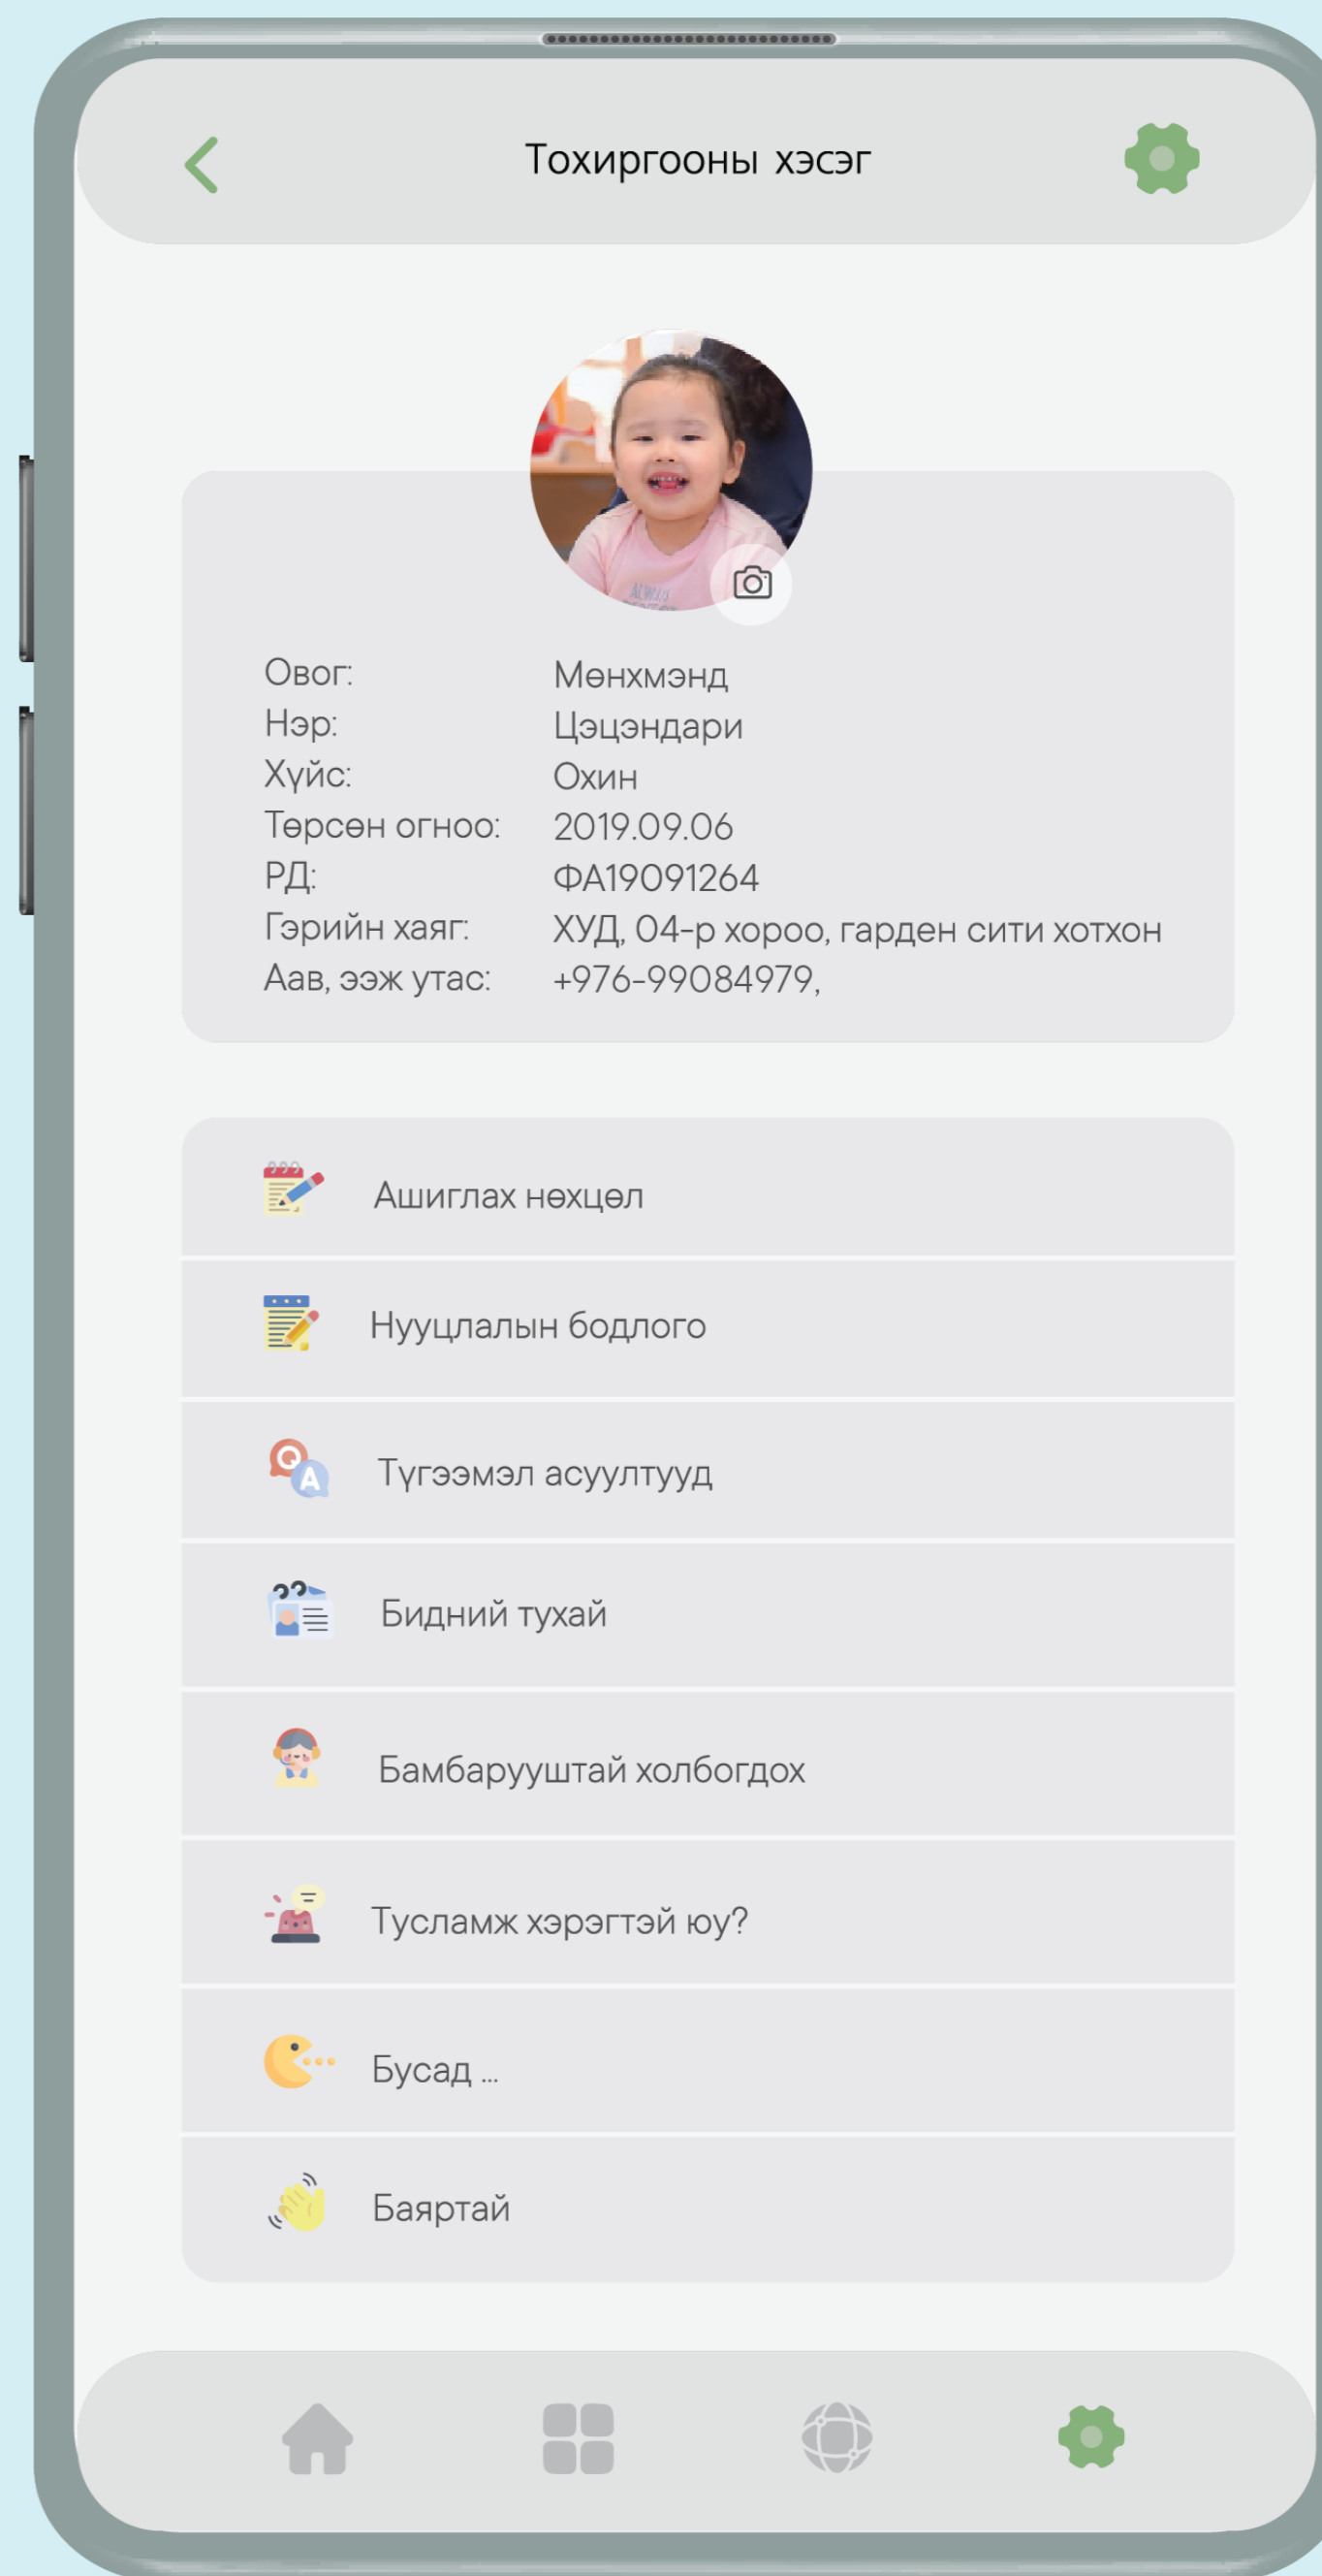 Тохиргооны хэсэг
Овог: Мөнхмэнд
Нэр: Цэцэндари
Хүйс: Охин
Төрсөн огноо: 2019.09.06
РД: ФА19091264
Гэрийн хаяг: ХУД, 04-р хороо, гарден сити хотхон
Аав, ээж утас: +976-99084979,
Ашиглах нөхцөл
Нууцлалын бодлого
Q
A
Түгээмэл асуултууд
Бидний тухай
Бамбарууштай холбогдох
Тусламж хэрэгтэй юу?
Бусад ...
Баяртай